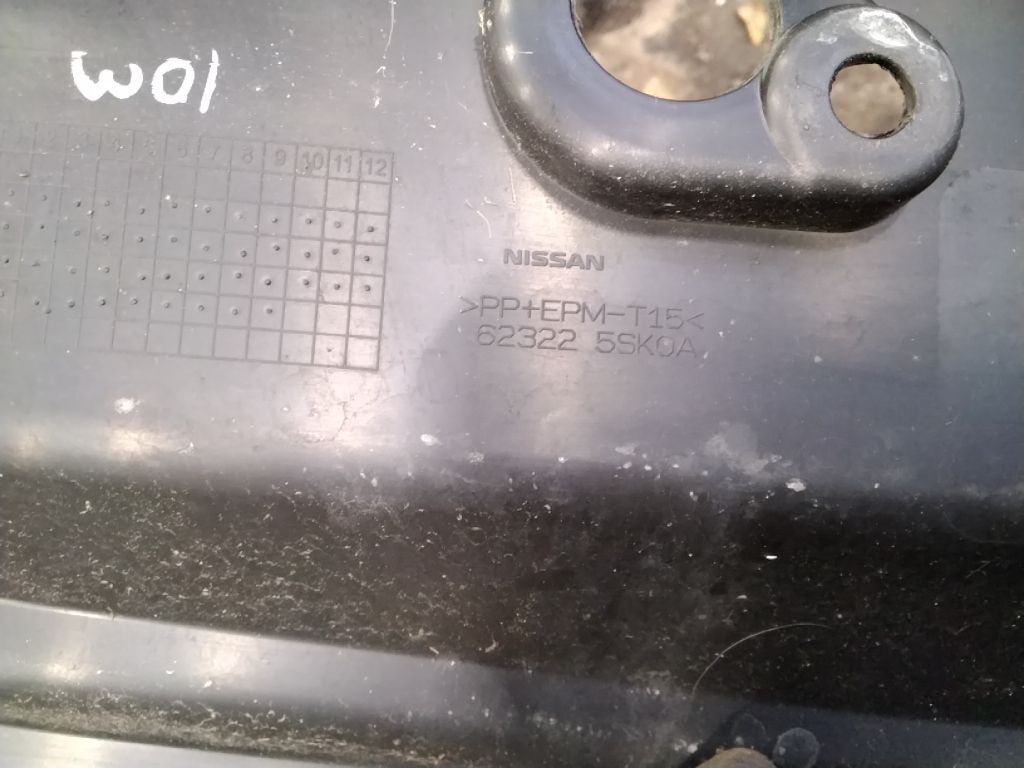 W01
1 2 3 4 5 6 7 8 9 10 11 12
NISSAN
>PP+EPM-T15<
62322 5SK0A